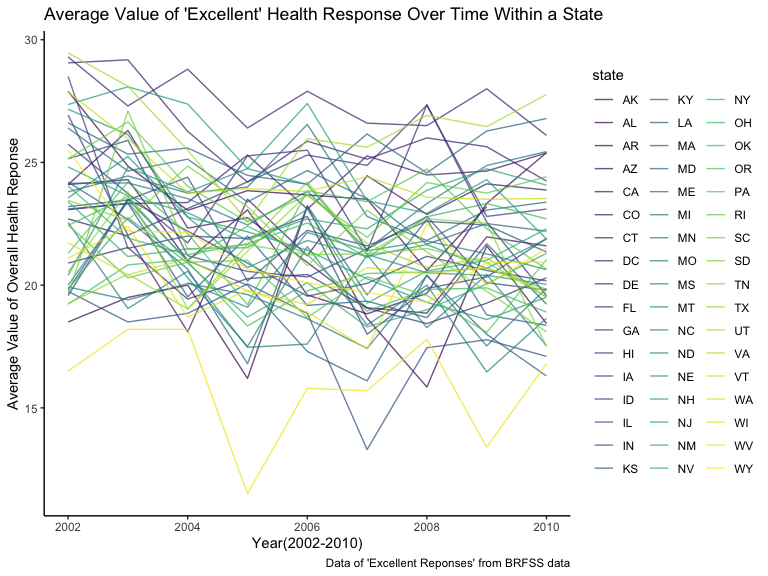 Average Value of 'Excellent' Health Response Over Time Within a State
Average Value of Overall Health Reponse
30
25
20
15
2002 2004 2006 2008 2010
Year(2002-2010)
Data of 'Excellent Reponses' from BRFSS data
state
AK KY NY
AL LA OH
AR MA OK
AZ MD OR
CA ME PA
CO MI RI
CT MN SC
DC MO SD
DE MS TN
FL MT TX
GA NC UT
HI ND VA
IA NE VT
ID NH WA
IL NJ WI
IN NM WV
KS NV WY